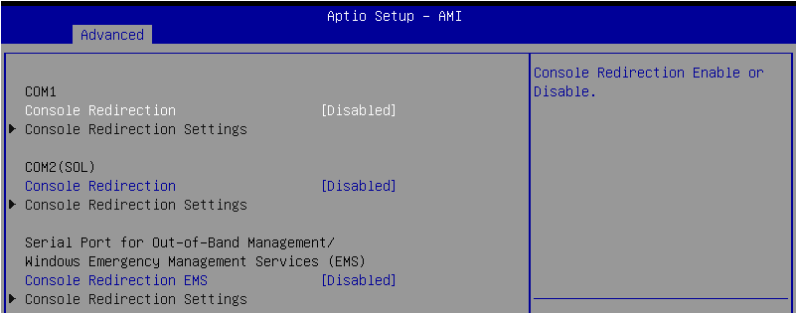 Aptio Setup – AMI
Advanced
COM1
Console Redirection [Disabled]
Console Redirection Settings
COM2(SOL)
Console Redirection [Disabled]
Console Redirection Settings
Serial Port for Out-of-Band Management/
Windows Emergency Management Services (EMS)
Console Redirection EMS [Disabled]
Console Redirection Settings
Console Redirection Enable or
Disable.